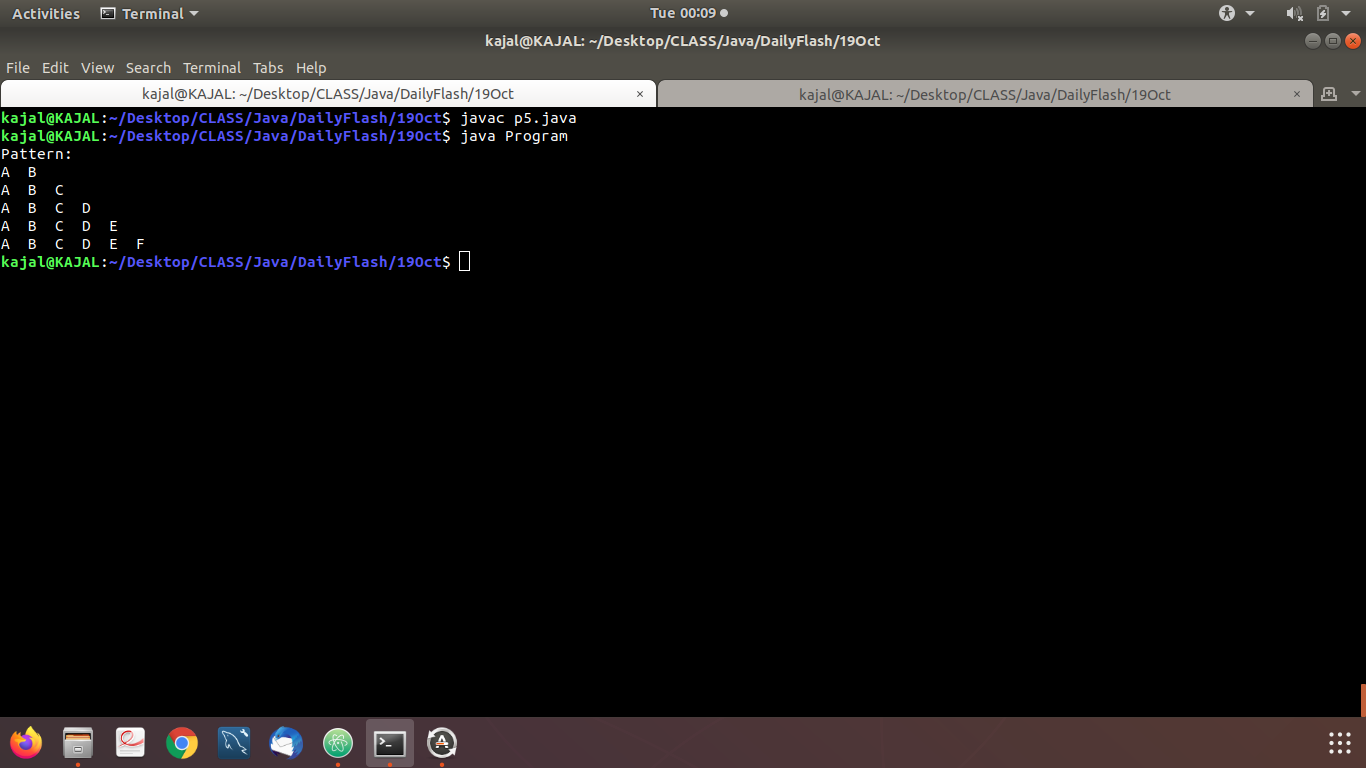 Activities Terminal Tue 00:09
kajal@KAJAL: ~/Desktop/CLASS/Java/DailyFlash/19Oct
File Edit View Search Terminal Tabs Help
kajal@KAJAL: ~/Desktop/CLASS/Java/DailyFlash/19Oct × kajal@KAJAL: ~/Desktop/CLASS/Java/DailyFlash/19Oct ×
kajal@KAJAL:~/Desktop/CLASS/Java/DailyFlash/19Oct$ javac p5.java
kajal@KAJAL:~/Desktop/CLASS/Java/DailyFlash/19Oct$ java Program
Pattern:
A  B
A  B  C
A  B  C  D
A  B  C  D  E
A  B  C  D  E  F
kajal@KAJAL:~/Desktop/CLASS/Java/DailyFlash/19Oct$